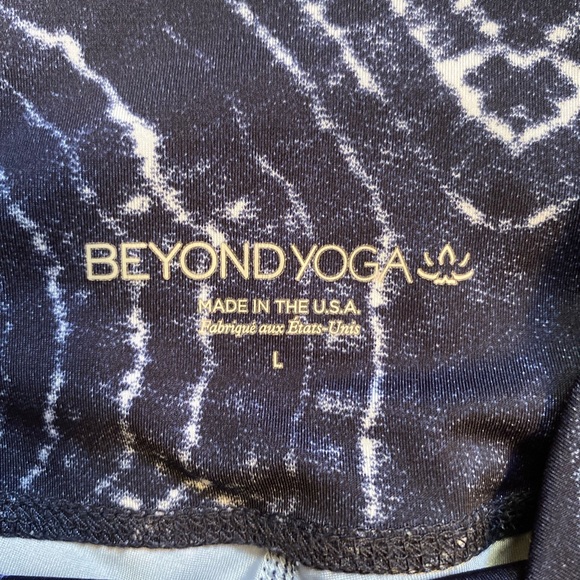 BEYOND YOGA
MADE IN THE U.S.A.
Fabriqué aux États-Unis
L